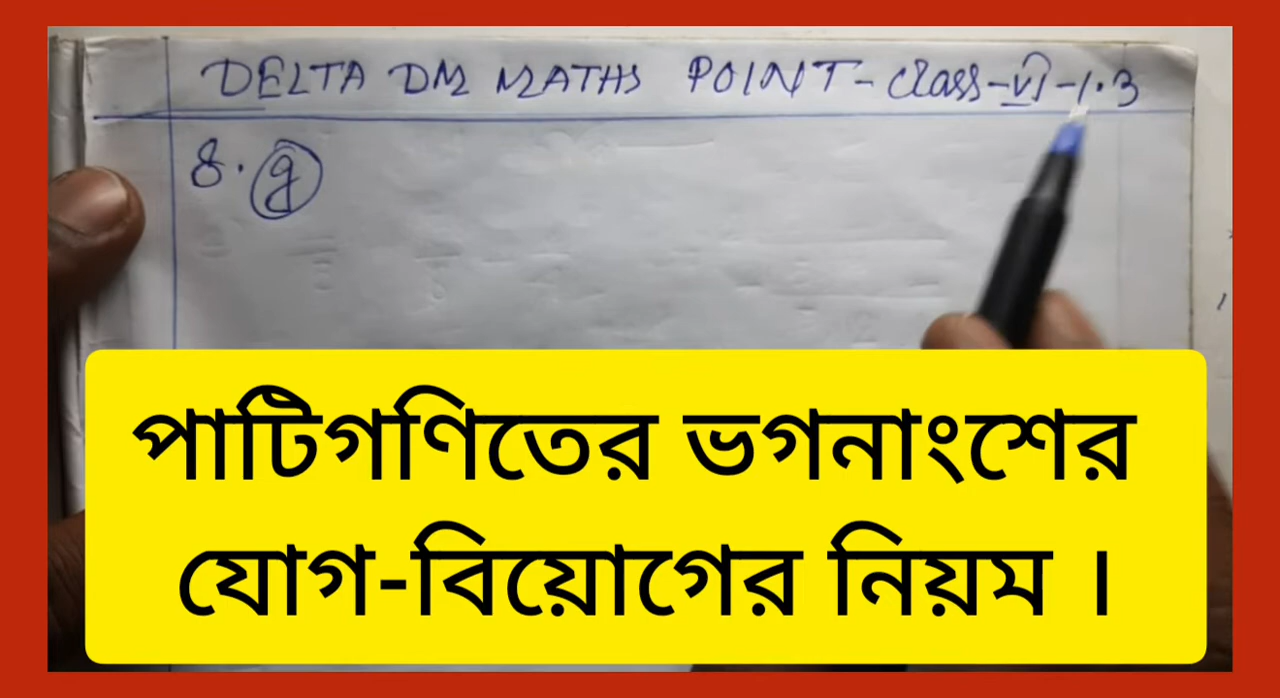 DELTA DM MATHS POINT - Class - VI - 1.3
8. g
পাটিগণিতের ভগনাংশের
যোগ-বিয়োগের নিয়ম ।